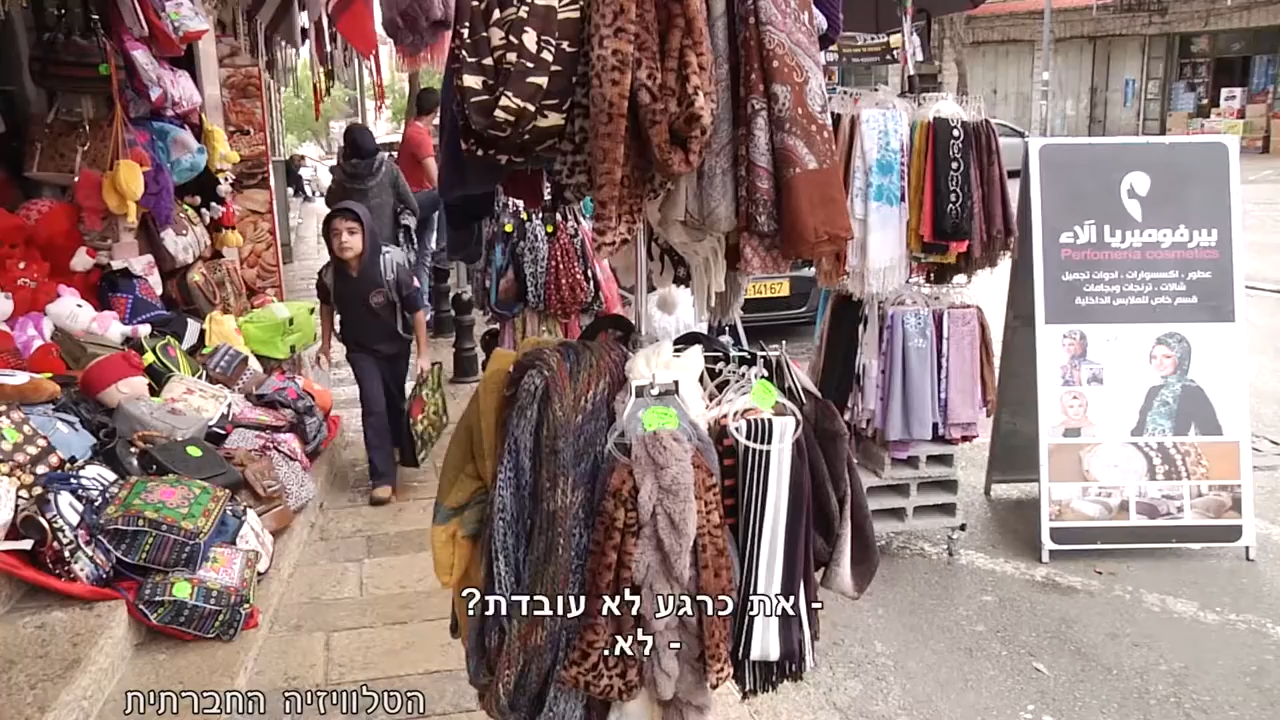 بيرفوميريا آلاء
Perfomeria cosmetics
عطور ، اكسسوارات ، ادوات تجميل
شالات ، ترنجات وبجامات
قسم خاص للملابس الداخلية
14167
- את כרגע לא עובדת?
- לא.
הטלוויזיה החברתית